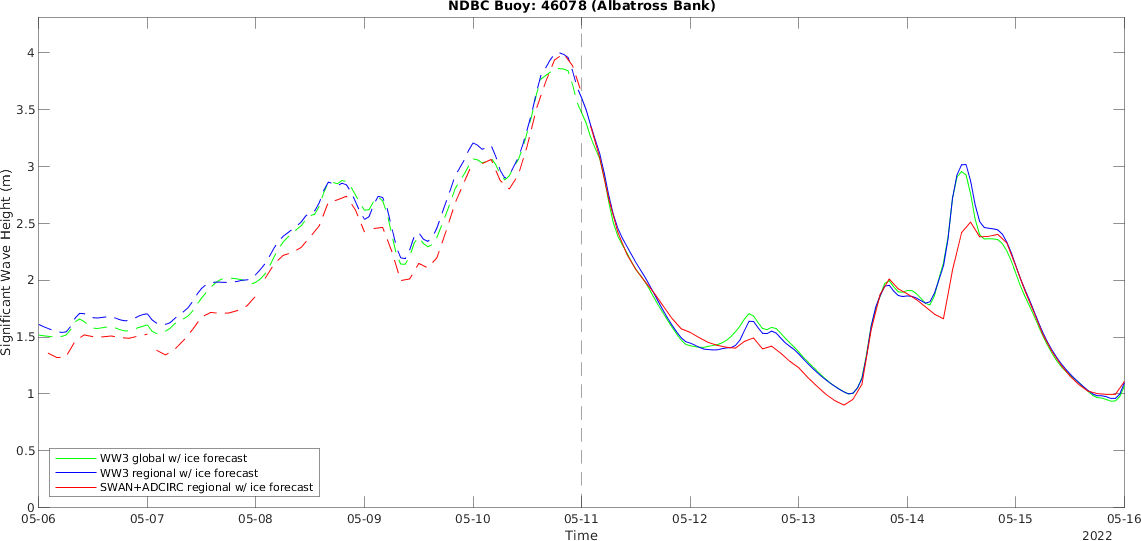 NDBC Buoy: 46078 (Albatross Bank)
Significant Wave Height (m)
4
3.5
3
2.5
2
1.5
1
0.5
0
WW3 global w/ ice forecast
WW3 regional w/ ice forecast
SWAN+ADCIRC regional w/ ice forecast
05-06 05-07 05-08 05-09 05-10 05-11 05-12 05-13 05-14 05-15 05-16
Time
2022